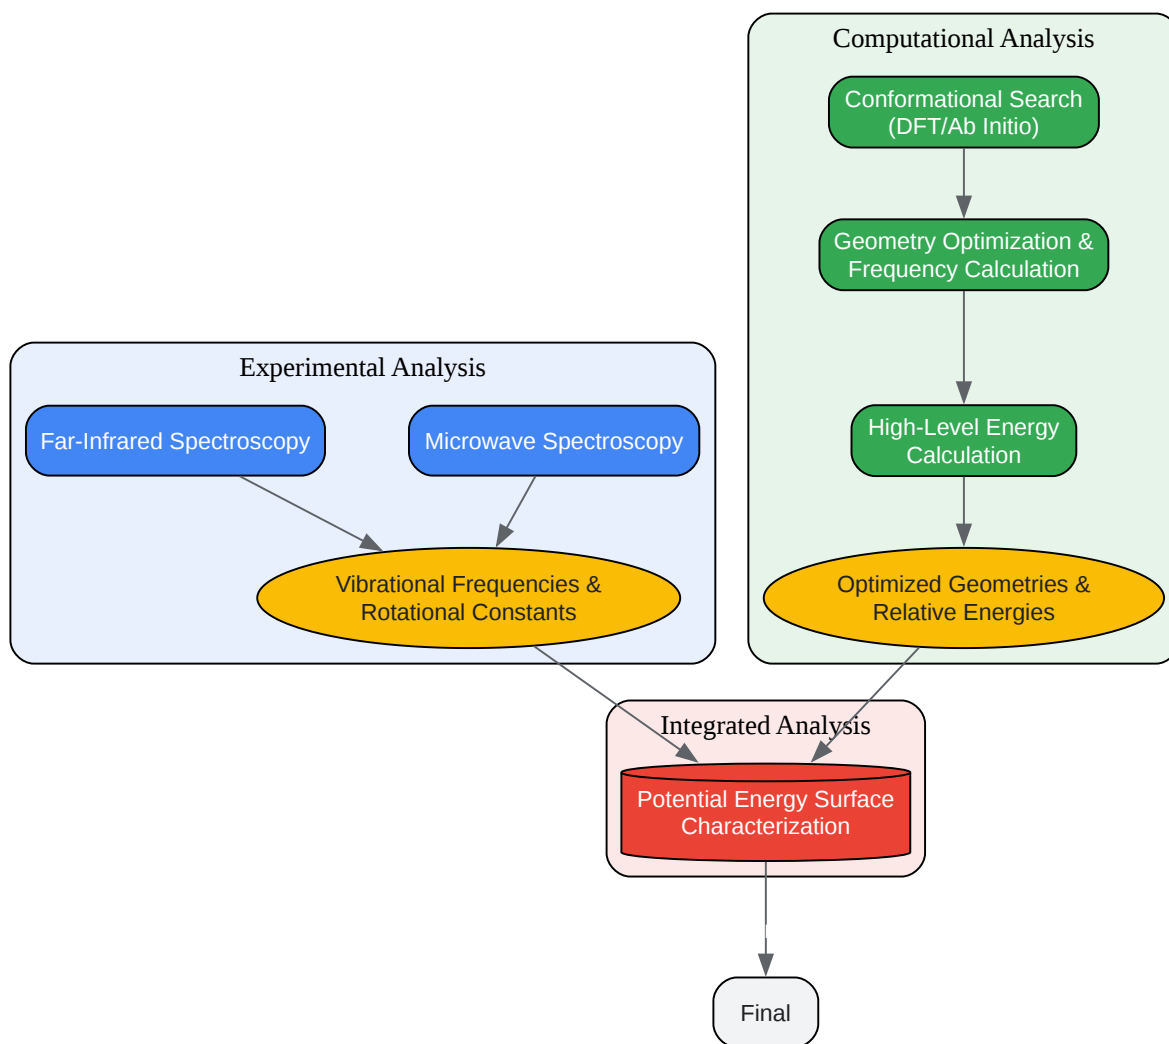 Computational Analysis
Conformational Search
(DFT/Ab Initio)
Geometry Optimization &
Frequency Calculation
Experimental Analysis
Far-Infrared Spectroscopy
Microwave Spectroscopy
High-Level Energy
Calculation
Vibrational Frequencies &
Rotational Constants
Optimized Geometries &
Relative Energies
Integrated Analysis
Potential Energy Surface
Characterization
Final